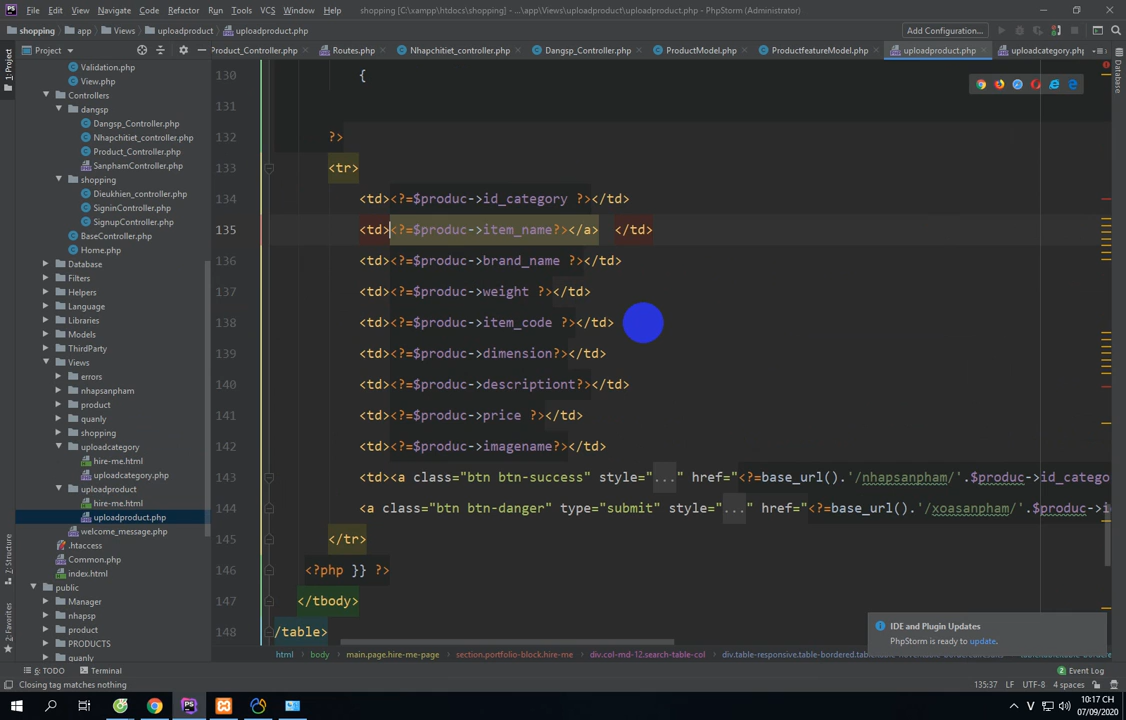 File Edit View Navigate Code Refactor Run Tools VCS Window Help shopping [C:\xampp\htdocs\shopping] - ...\app\Views\uploadproduct\uploadproduct.php - PhpStorm (Administrator)
shopping app Views uploadproduct uploadproduct.php Add Configuration...
Project Product_Controller.php Routes.php Nhapchitiet_controller.php Dangsp_Controller.php ProductModel.php ProductfeatureModel.php uploadproduct.php uploadcategory.php
1: Project
Database
Validation.php
View.php
Controllers
dangsp
Dangsp_Controller.php
Nhapchitiet_controller.php
Product_Controller.php
SanphamController.php
shopping
Dieukhien_controller.php
SigninController.php
SignupController.php
BaseController.php
Home.php
Database
Filters
Helpers
Language
Libraries
Models
ThirdParty
Views
errors
nhapsanpham
product
quanly
shopping
uploadcategory
hire-me.html
uploadcategory.php
uploadproduct
hire-me.html
uploadproduct.php
welcome_message.php
.htaccess
Common.php
index.html
public
Manager
nhapsp
product
PRODUCTS
quanly
7: Structure
2: Favorites
130 {
131
132 ?>
133 <tr>
134 <td><?=$produc->id_category ?></td>
135 <td><?=$produc->item_name?></a> </td>
136 <td><?=$produc->brand_name ?></td>
137 <td><?=$produc->weight ?></td>
138 <td><?=$produc->item_code ?></td>
139 <td><?=$produc->dimension?></td>
140 <td><?=$produc->descriptiont?></td>
141 <td><?=$produc->price ?></td>
142 <td><?=$produc->imagename?></td>
143 <td><a class="btn btn-success" style="..." href="<?=base_url().'/nhapsanpham/'.$produc->id_catego
144 <a class="btn btn-danger" type="submit" style="..." href="<?=base_url().'/xoasanpham/'.$produc->i
145 </tr>
146 <?php }} ?>
147 </tbody>
148 /table>
IDE and Plugin Updates
PhpStorm is ready to update.
html body main.page.hire-me-page section.portfolio-block.hire-me div.col-md-12.search-table-col
6: TODO Terminal Event Log
Closing tag matches nothing 135:37 LF UTF-8 4 spaces
10:17 CH
07/09/2020